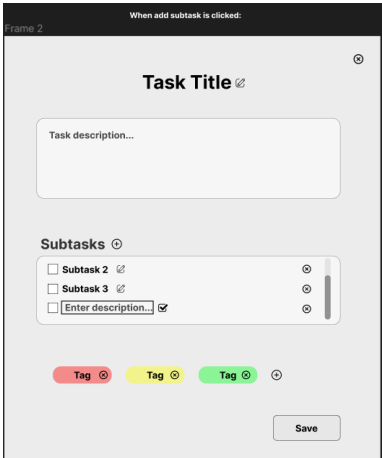 When add subtask is clicked:
Frame 2
Task Title
Task description...
Subtasks
Subtask 2
Subtask 3
Enter description...
Tag Tag Tag
Save